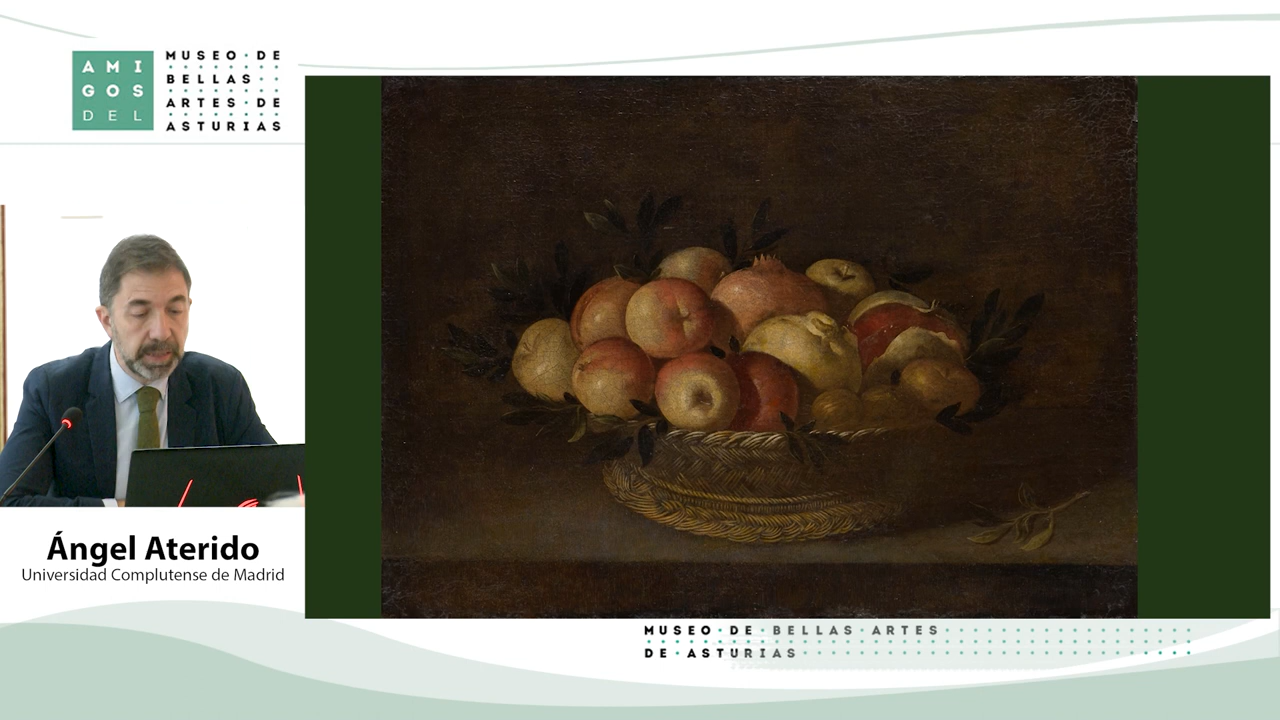 AMI
GOS
DEL
MUSEO DE
BELLAS
ARTES DE
ASTURIAS
Ángel Aterido
Universidad Complutense de Madrid
MUSEO DE BELLAS ARTES
DE ASTURIAS